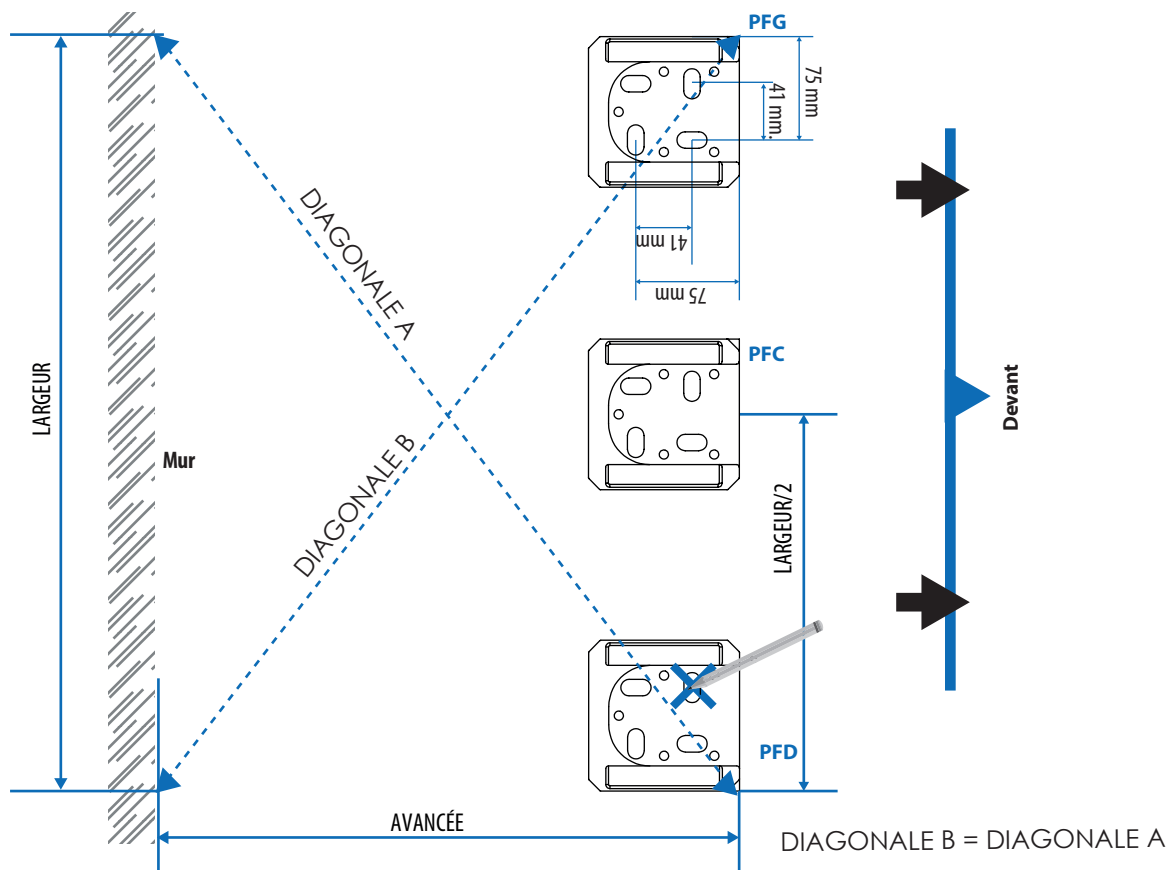 PFG
75 mm
41 mm.
41 mm
75 mm
DIAGONALE A
LARGEUR
PFC
Devant
Mur
DIAGONALE B
LARGEUR/2
PFD
AVANCÉE
DIAGONALE B = DIAGONALE A